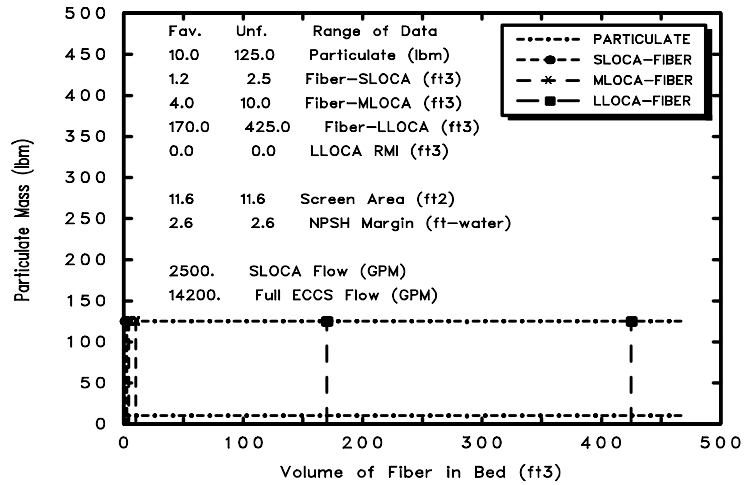 500
450
400
350
300
250
200
150
100
50
0
Particulate Mass (lbm)
Fav. Unf. Range of Data
10.0 125.0 Particulate (lbm)
1.2 2.5 Fiber-SLOCA (ft3)
4.0 10.0 Fiber-MLOCA (ft3)
170.0 425.0 Fiber-LLOCA (ft3)
0.0 0.0 LLOCA RMI (ft3)
11.6 11.6 Screen Area (ft2)
2.6 2.6 NPSH Margin (ft-water)
2500. SLOCA Flow (GPM)
14200. Full ECCS Flow (GPM)
PARTICULATE
SLOCA-FIBER
MLOCA-FIBER
LLOCA-FIBER
0 100 200 300 400 500
Volume of Fiber in Bed (ft3)